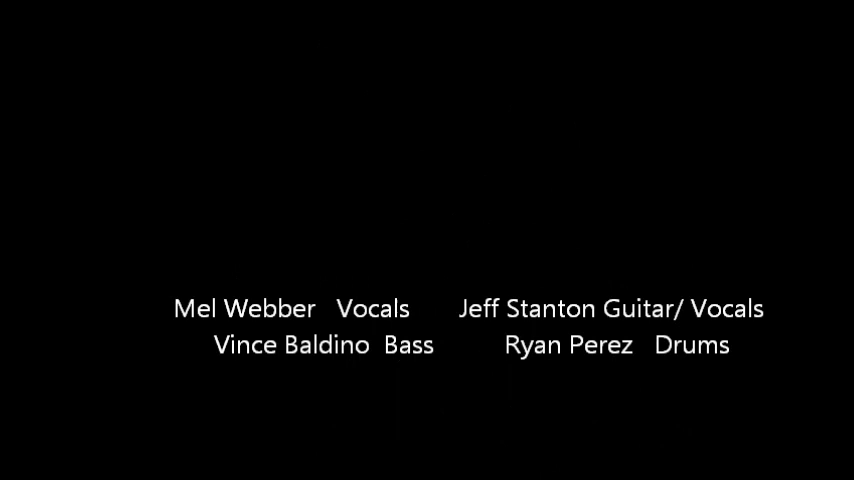 Mel Webber   Vocals       Jeff Stanton Guitar/ Vocals
Vince Baldino  Bass          Ryan Perez   Drums